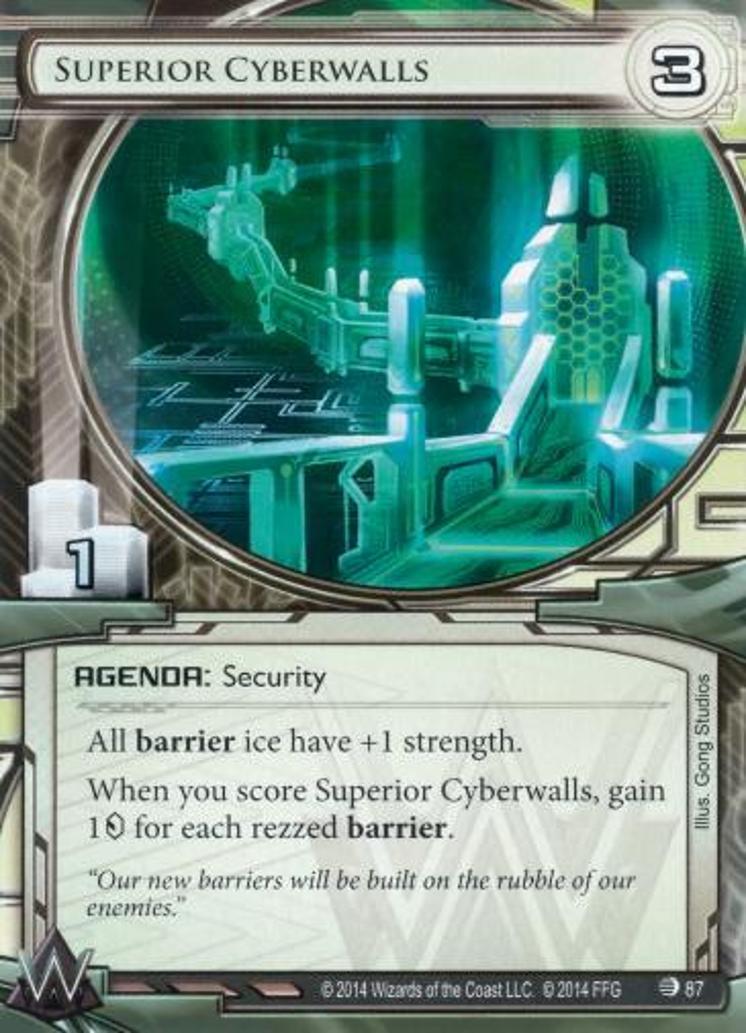 SUPERIOR CYBERWALLS
3
1
AGENDA: Security
All barrier ice have +1 strength.
When you score Superior Cyberwalls, gain
1 for each rezzed barrier.
"Our new barriers will be built on the rubble of our
enemies."
Illus. Gong Studios
W
© 2014 Wizards of the Coast LLC. © 2014 FFG
87